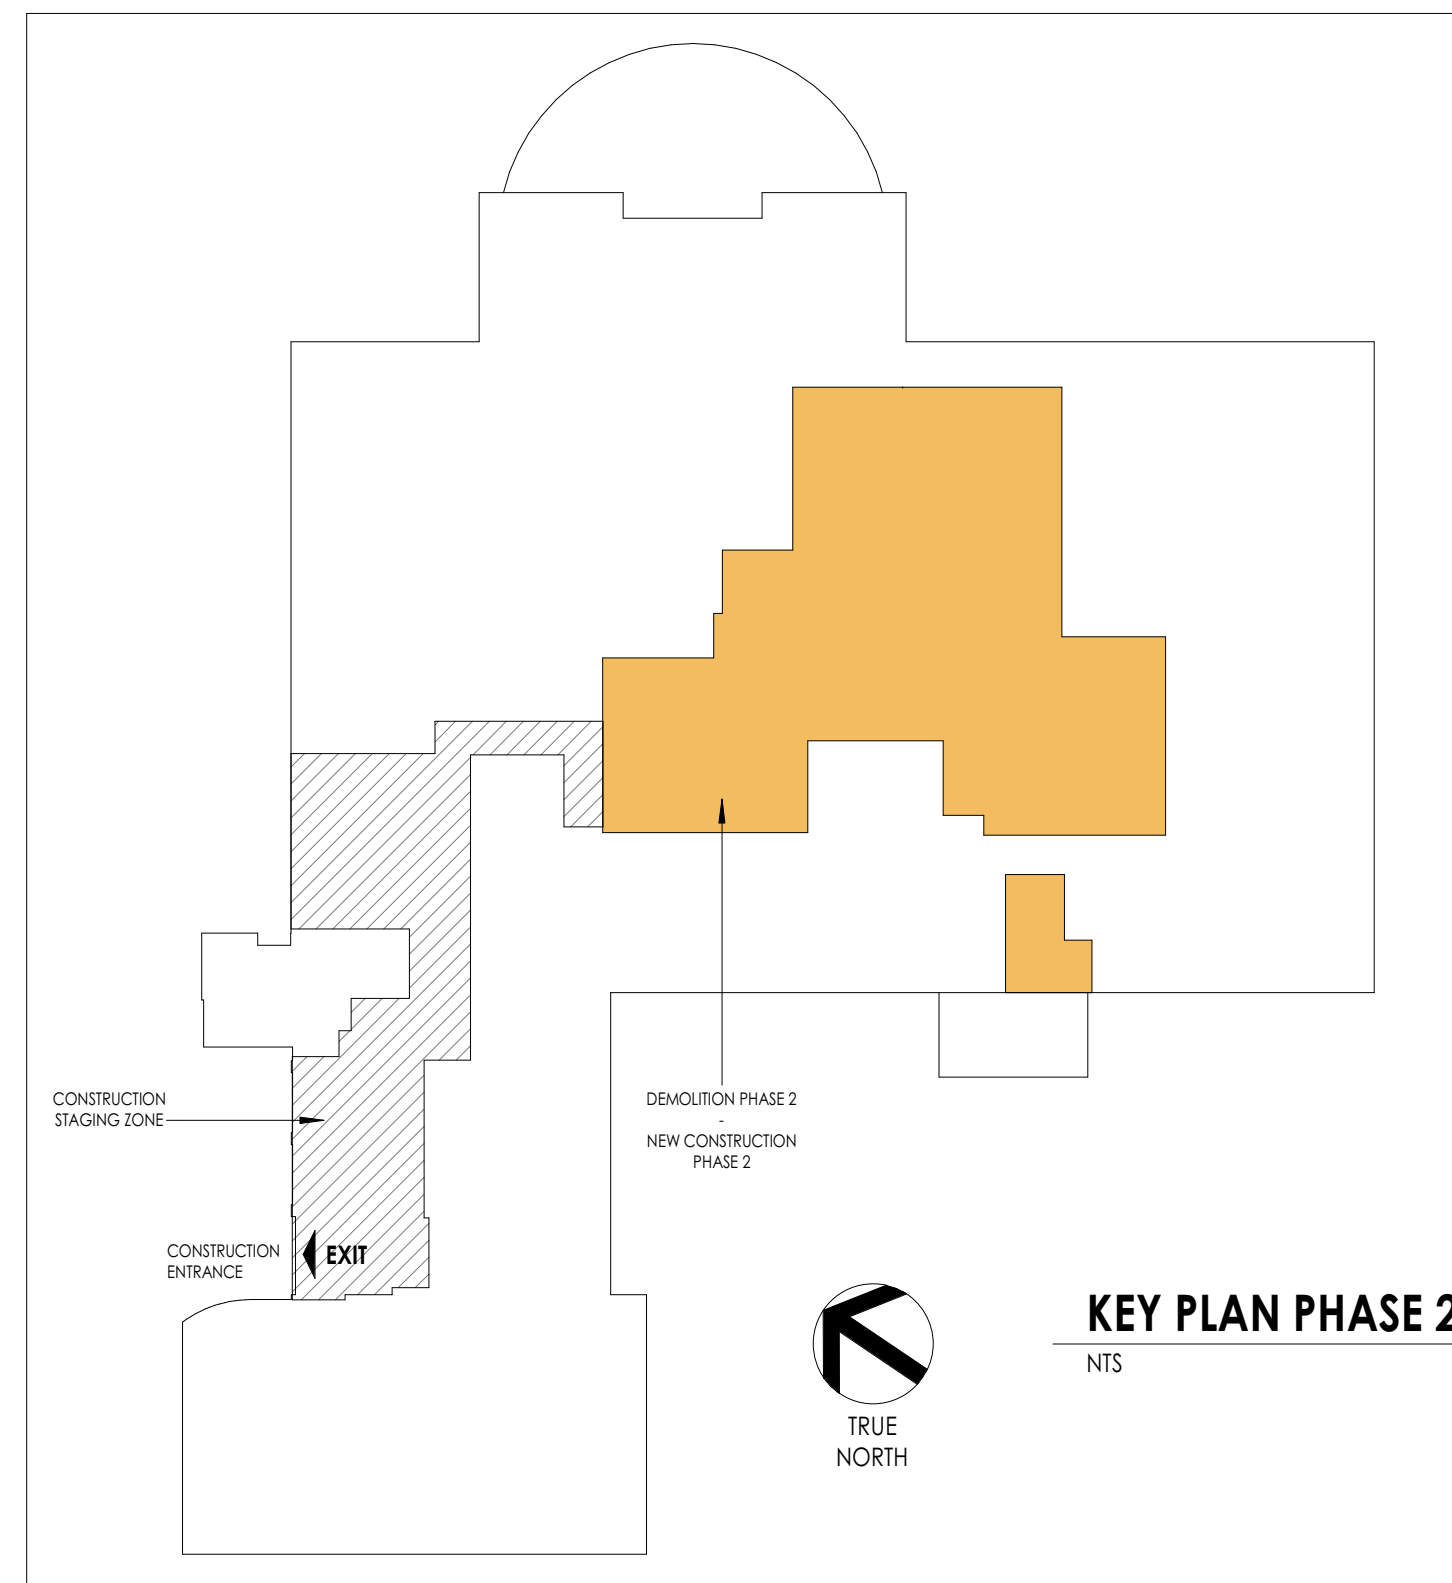 CONSTRUCTION
STAGING ZONE
DEMOLITION PHASE 2
-
NEW CONSTRUCTION
PHASE 2
CONSTRUCTION
ENTRANCE
EXIT
KEY PLAN PHASE 2
NTS
TRUE
NORTH